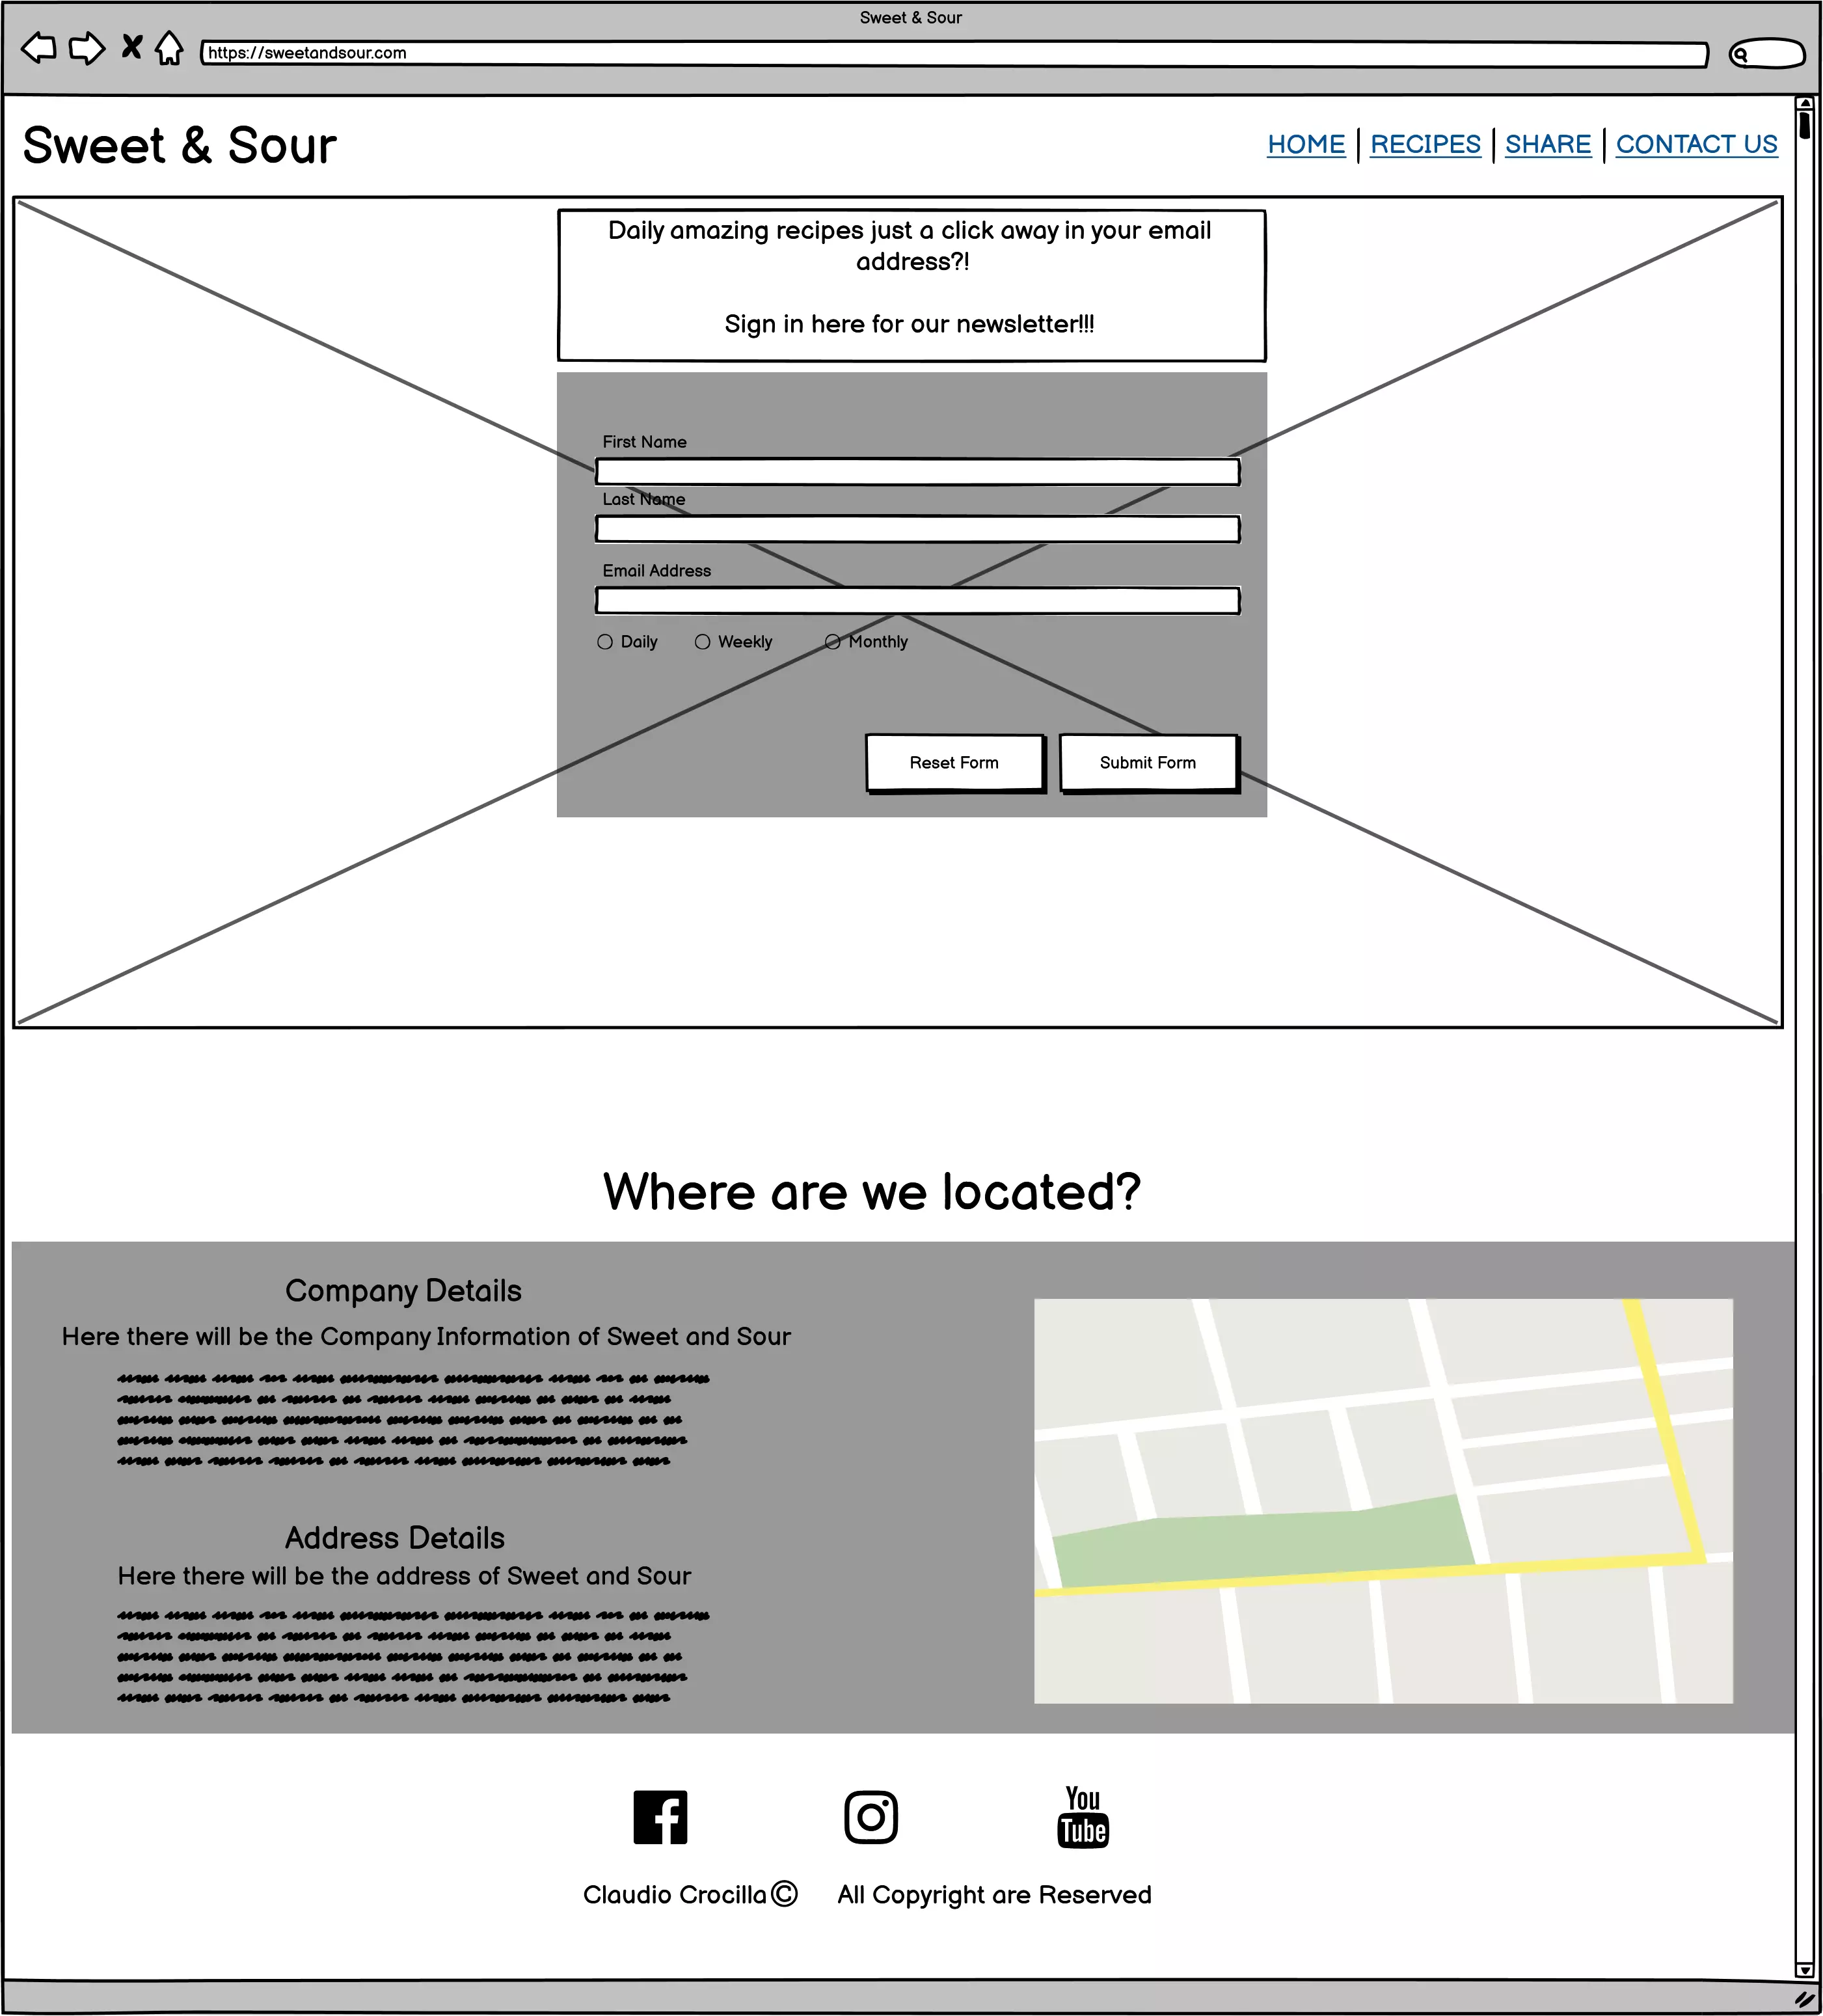 Sweet & Sour
https://sweetandsour.com
Sweet & Sour
HOME | RECIPES | SHARE | CONTACT US
Daily amazing recipes just a click away in your email
address?!
Sign in here for our newsletter!!!
First Name
Last Name
Email Address
Daily Weekly Monthly
Reset Form Submit Form
Where are we located?
Company Details
Here there will be the Company Information of Sweet and Sour
Address Details
Here there will be the address of Sweet and Sour
You
Tube
Claudio Crocilla © All Copyright are Reserved